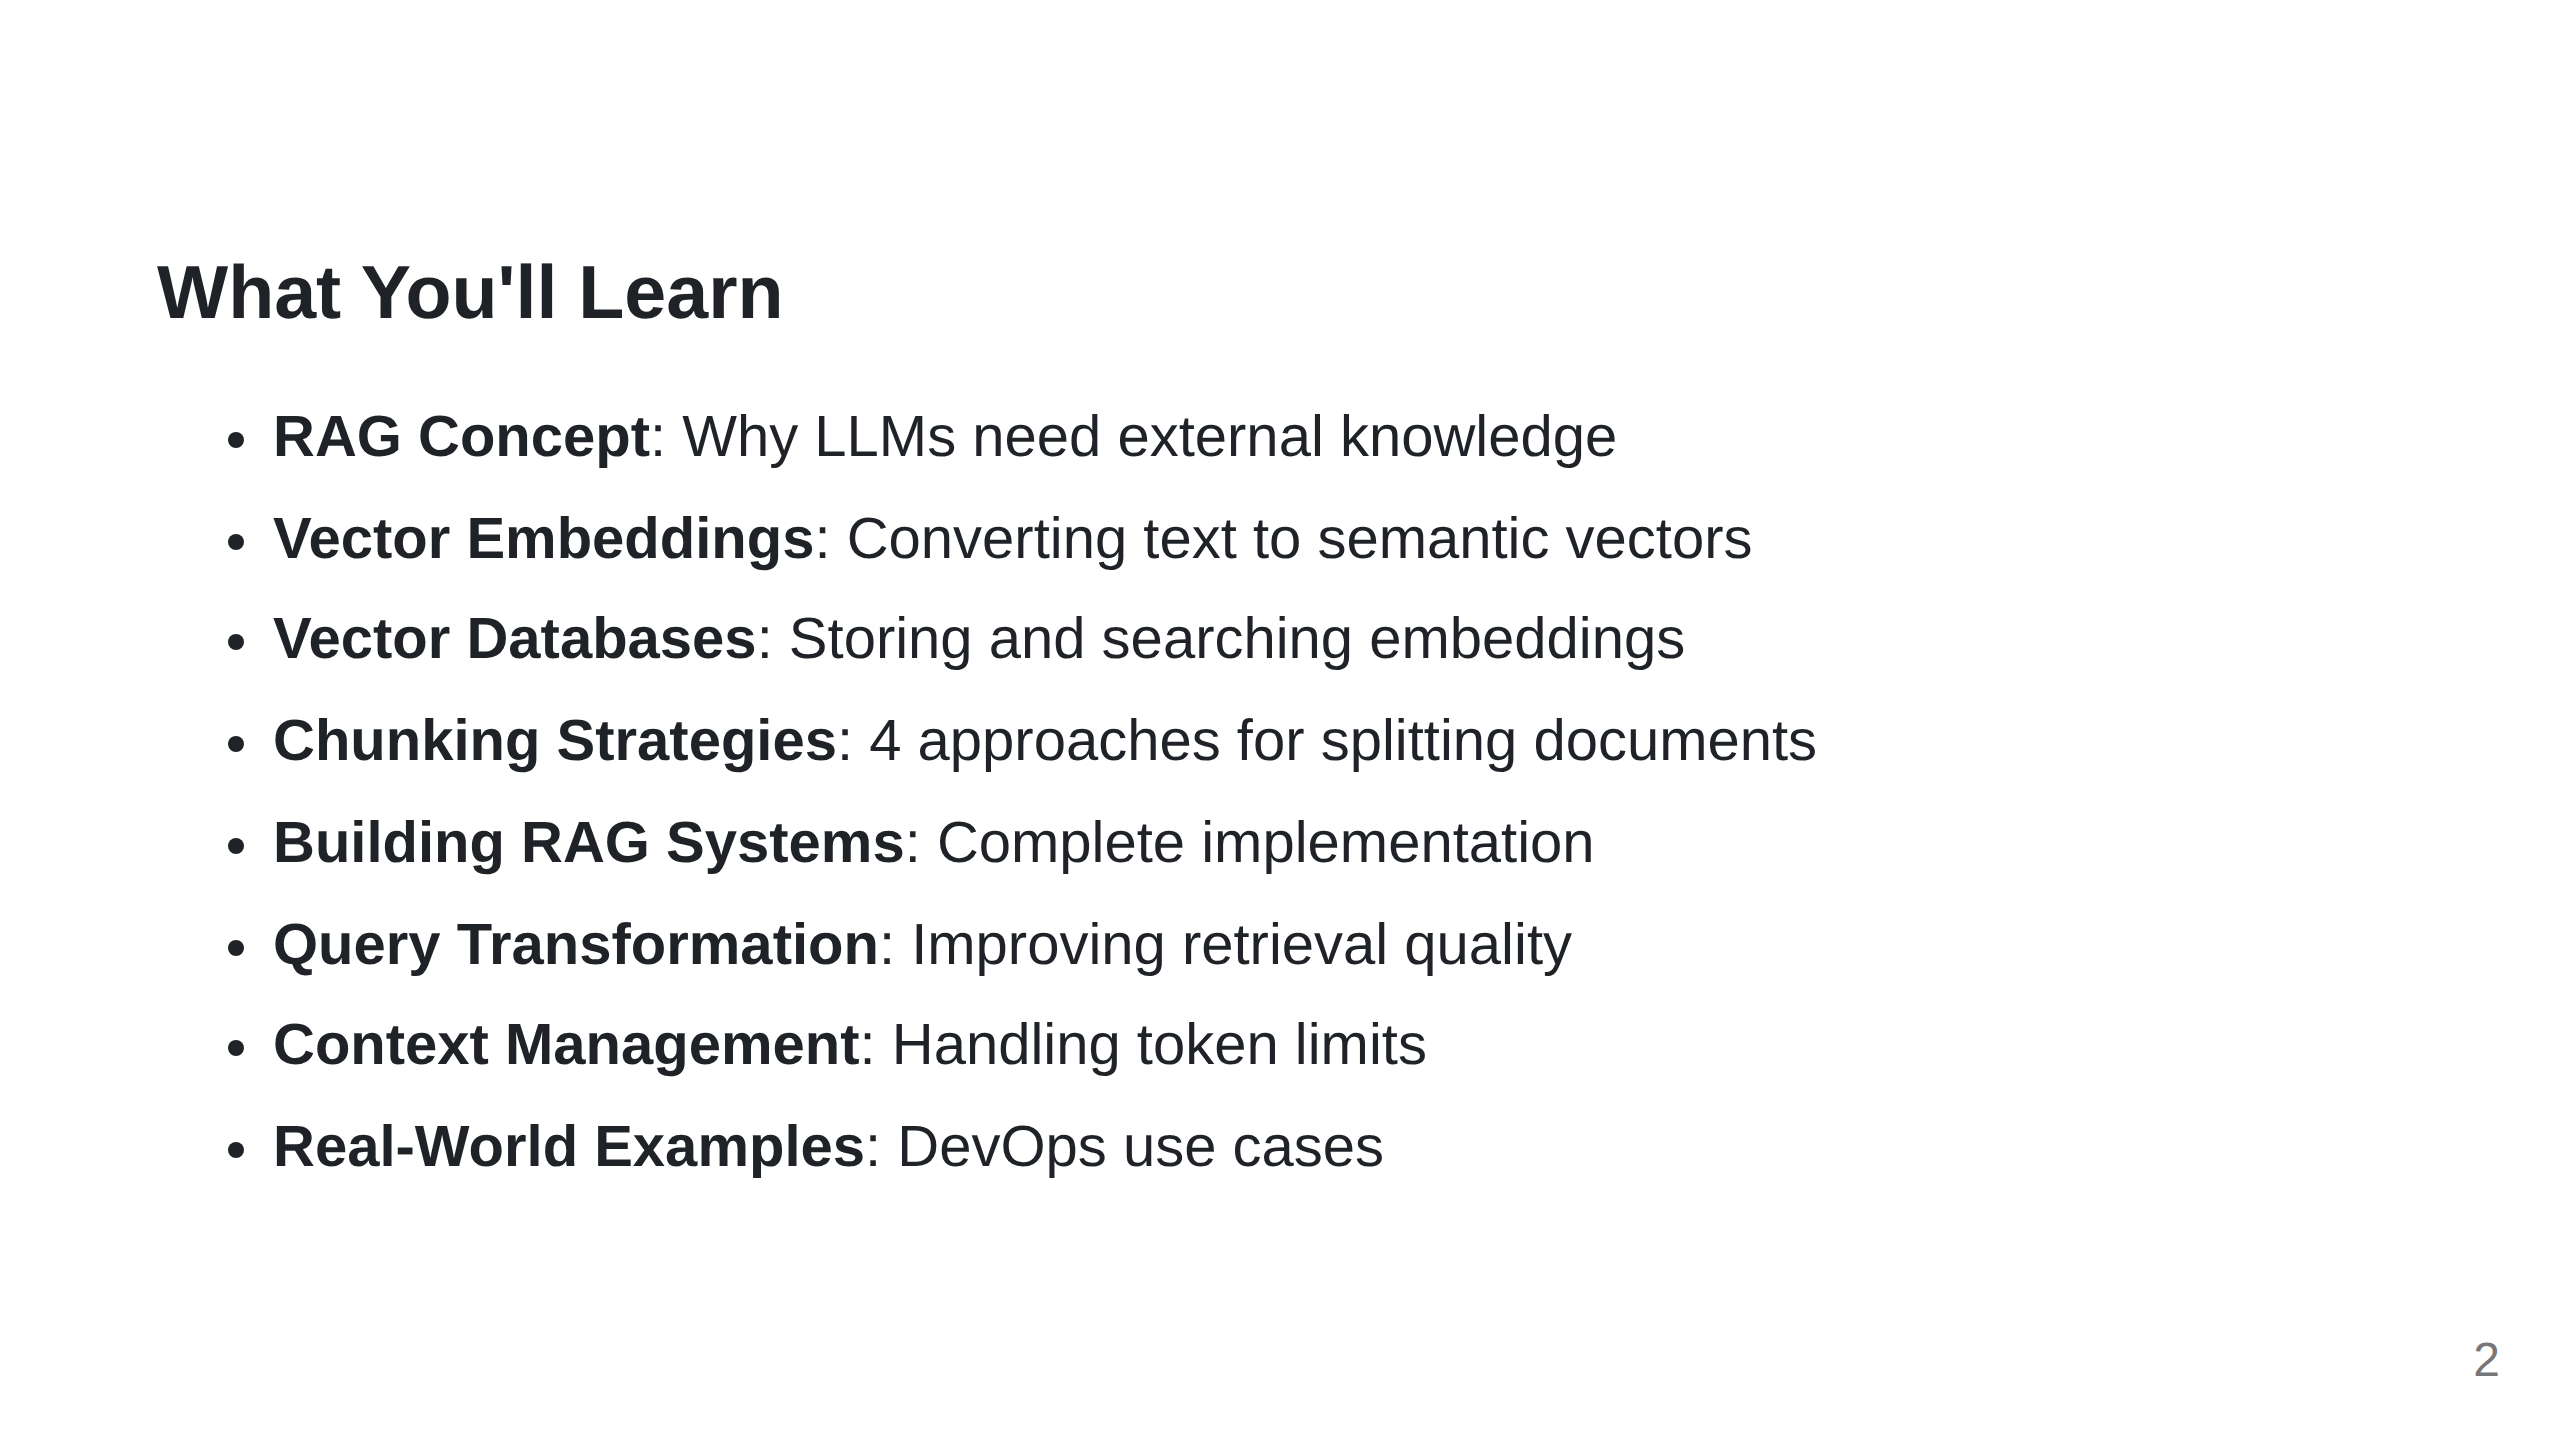 What You'll Learn
• RAG Concept: Why LLMs need external knowledge
• Vector Embeddings: Converting text to semantic vectors
• Vector Databases: Storing and searching embeddings
• Chunking Strategies: 4 approaches for splitting documents
• Building RAG Systems: Complete implementation
• Query Transformation: Improving retrieval quality
• Context Management: Handling token limits
• Real-World Examples: DevOps use cases
2